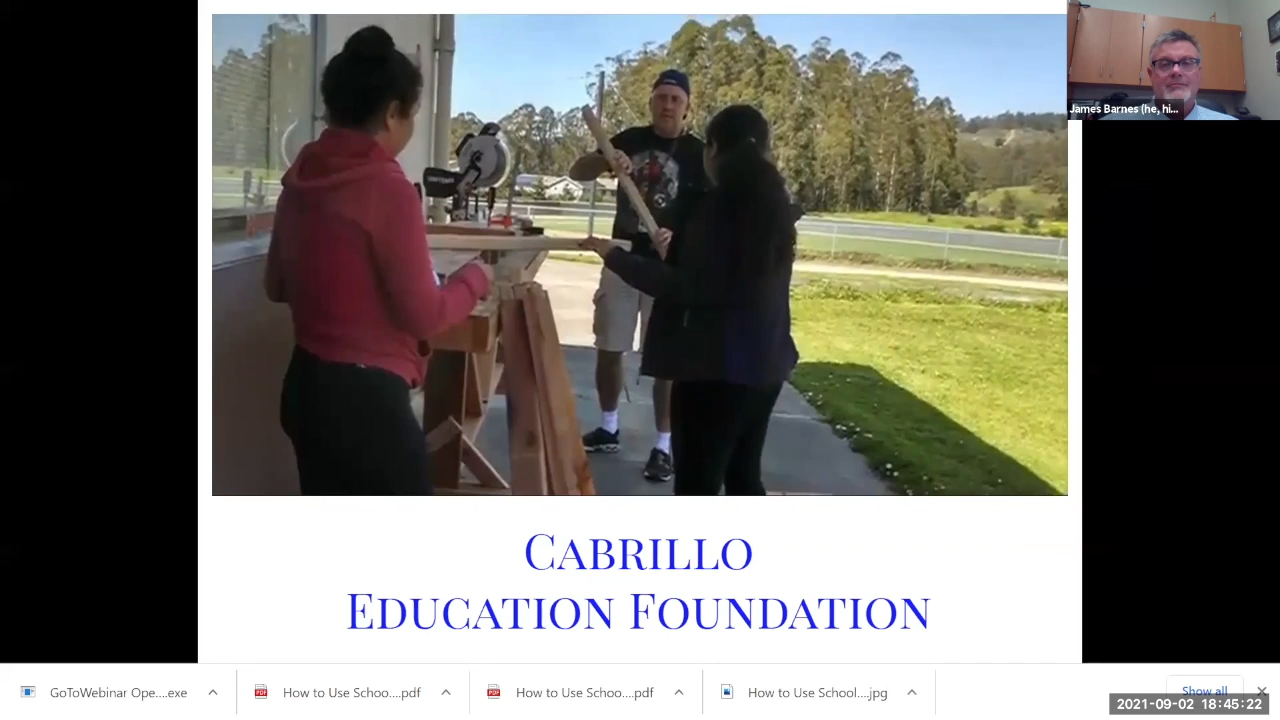 James Barnes (he, hi...
CRAFTSMAN
CABRILLO
EDUCATION FOUNDATION
GoToWebinar Ope....exe
How to Use Schoo....pdf
How to Use Schoo....pdf
How to Use School....jpg
Show all
2021-09-02 18:45:22